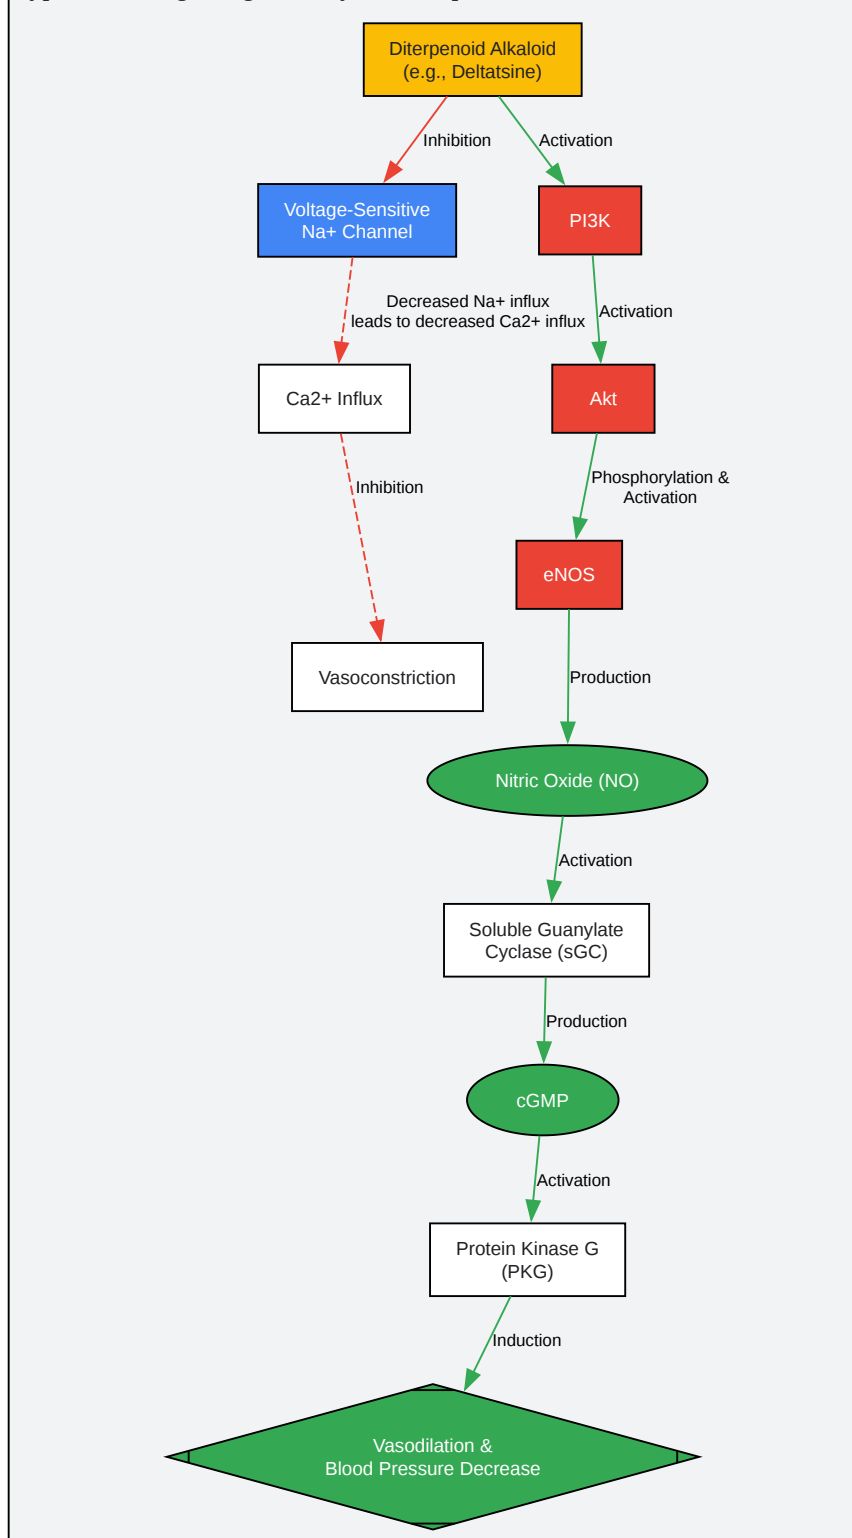 Diterpenoid Alkaloid
(e.g., Deltatsine)
Inhibition
Activation
Voltage-Sensitive
Na+ Channel
PI3K
Decreased Na+ influx
leads to decreased Ca2+ influx
Activation
Ca2+ Influx
Akt
Inhibition
Phosphorylation &
Activation
eNOS
Vasoconstriction
Production
Nitric Oxide (NO)
Activation
Soluble Guanylate
Cyclase (sGC)
Production
cGMP
Activation
Protein Kinase G
(PKG)
Induction
Vasodilation &
Blood Pressure Decrease